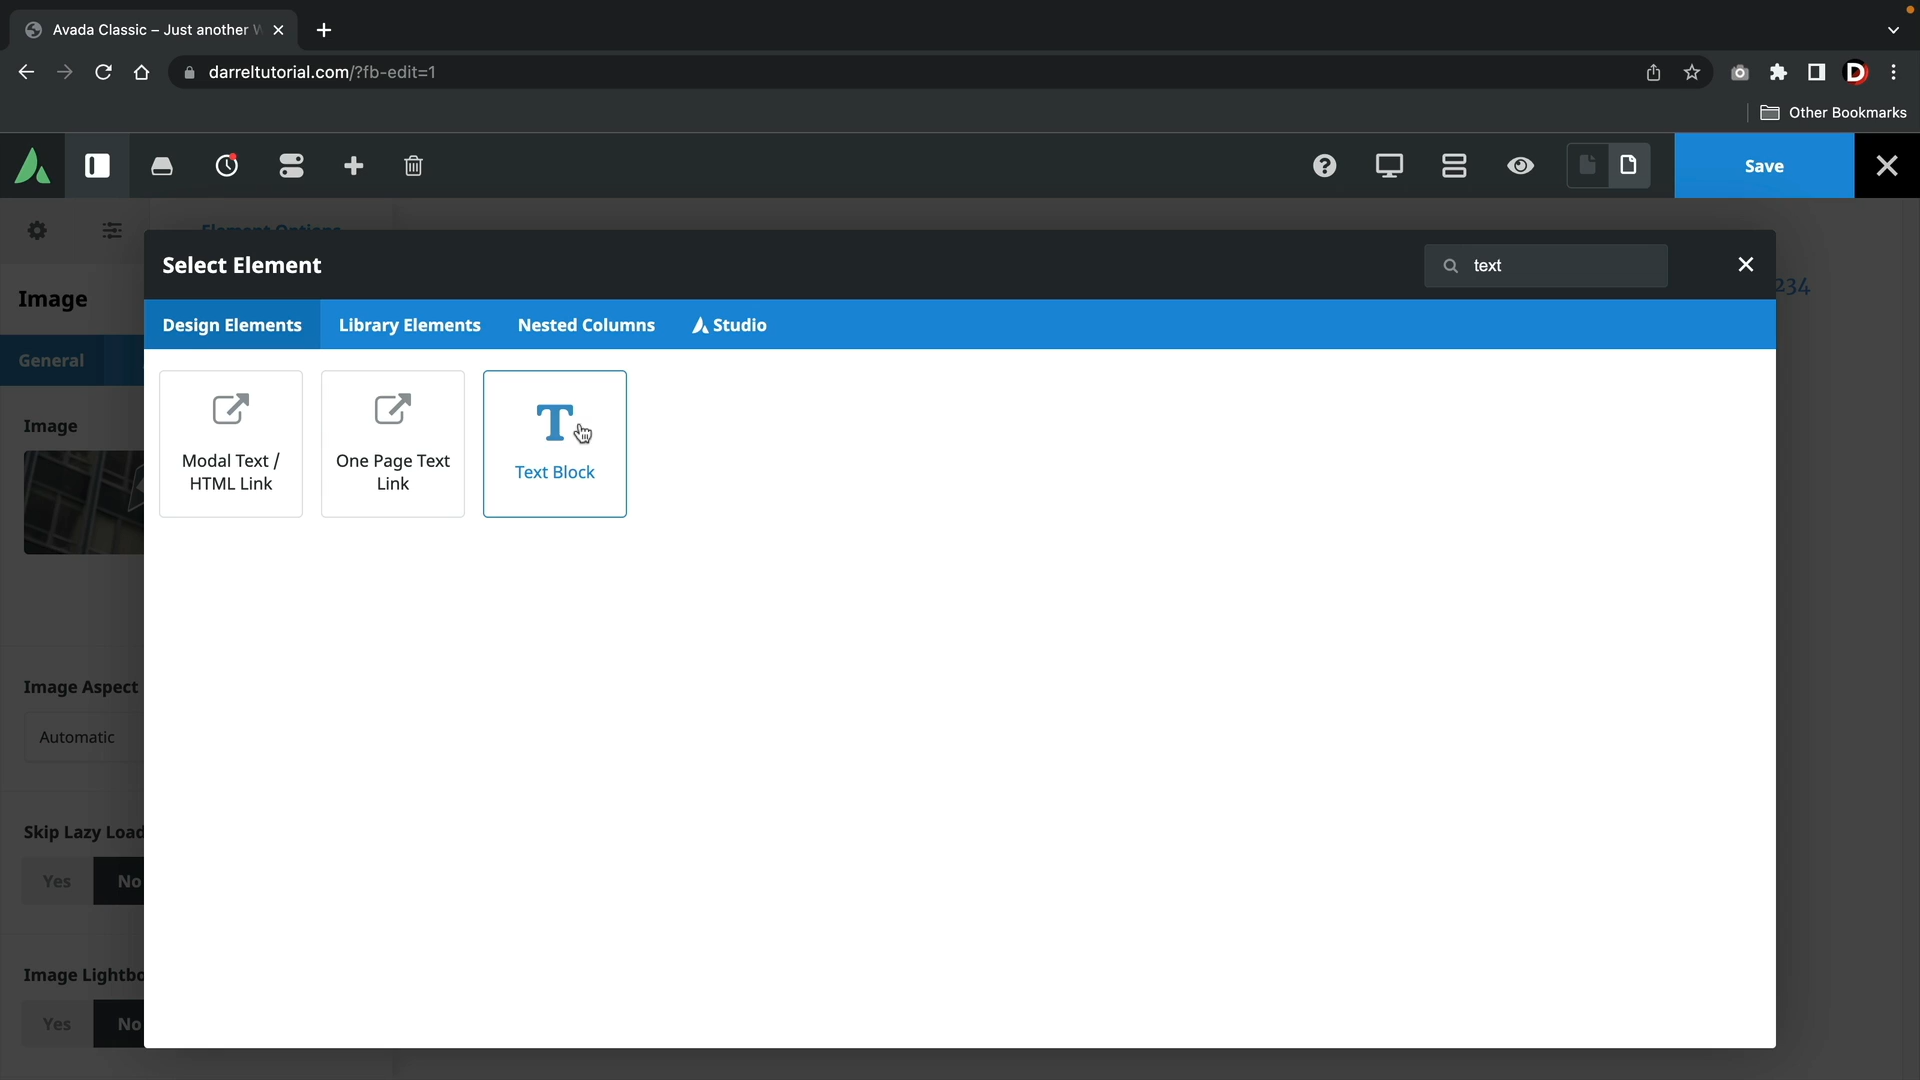 Avada Classic – Just another W
darreltutorial.com/?fb-edit=1
D
Other Bookmarks
Save
Element Options
Select Element
text
Image
234
Design Elements
Library Elements
Nested Columns
Studio
General
Image
Modal Text /
HTML Link
One Page Text
Link
T
Text Block
Image Aspect
Automatic
Skip Lazy Load
Yes
No
Image Lightbo
Yes
No